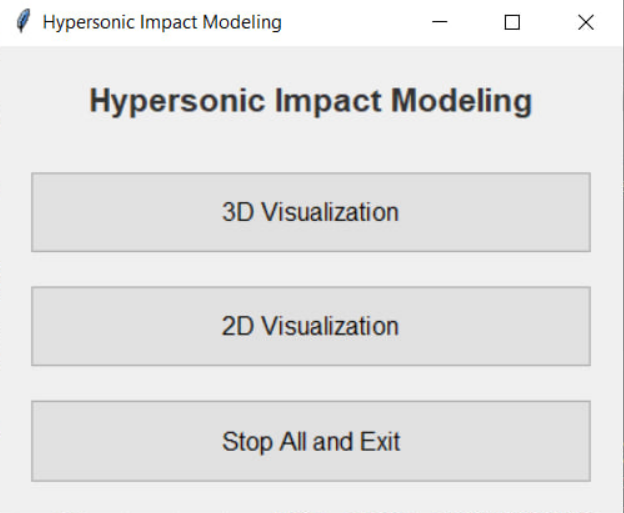 Hypersonic Impact Modeling
Hypersonic Impact Modeling
3D Visualization
2D Visualization
Stop All and Exit